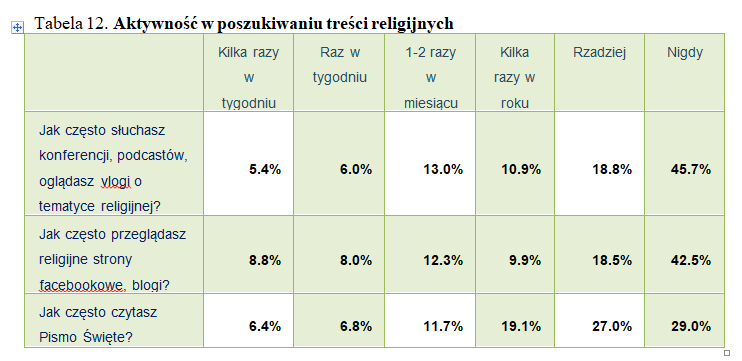 Tabela 12. Aktywność w poszukiwaniu treści religijnych
Kilka razy w tygodniu | Raz w tygodniu | 1-2 razy w miesiącu | Kilka razy w roku | Rzadziej | Nigdy
Jak często słuchasz konferencji, podcastów, oglądasz vlogi o tematyce religijnej? | 5.4% | 6.0% | 13.0% | 10.9% | 18.8% | 45.7%
Jak często przeglądasz religijne strony facebookowe, blogi? | 8.8% | 8.0% | 12.3% | 9.9% | 18.5% | 42.5%
Jak często czytasz Pismo Święte? | 6.4% | 6.8% | 11.7% | 19.1% | 27.0% | 29.0%